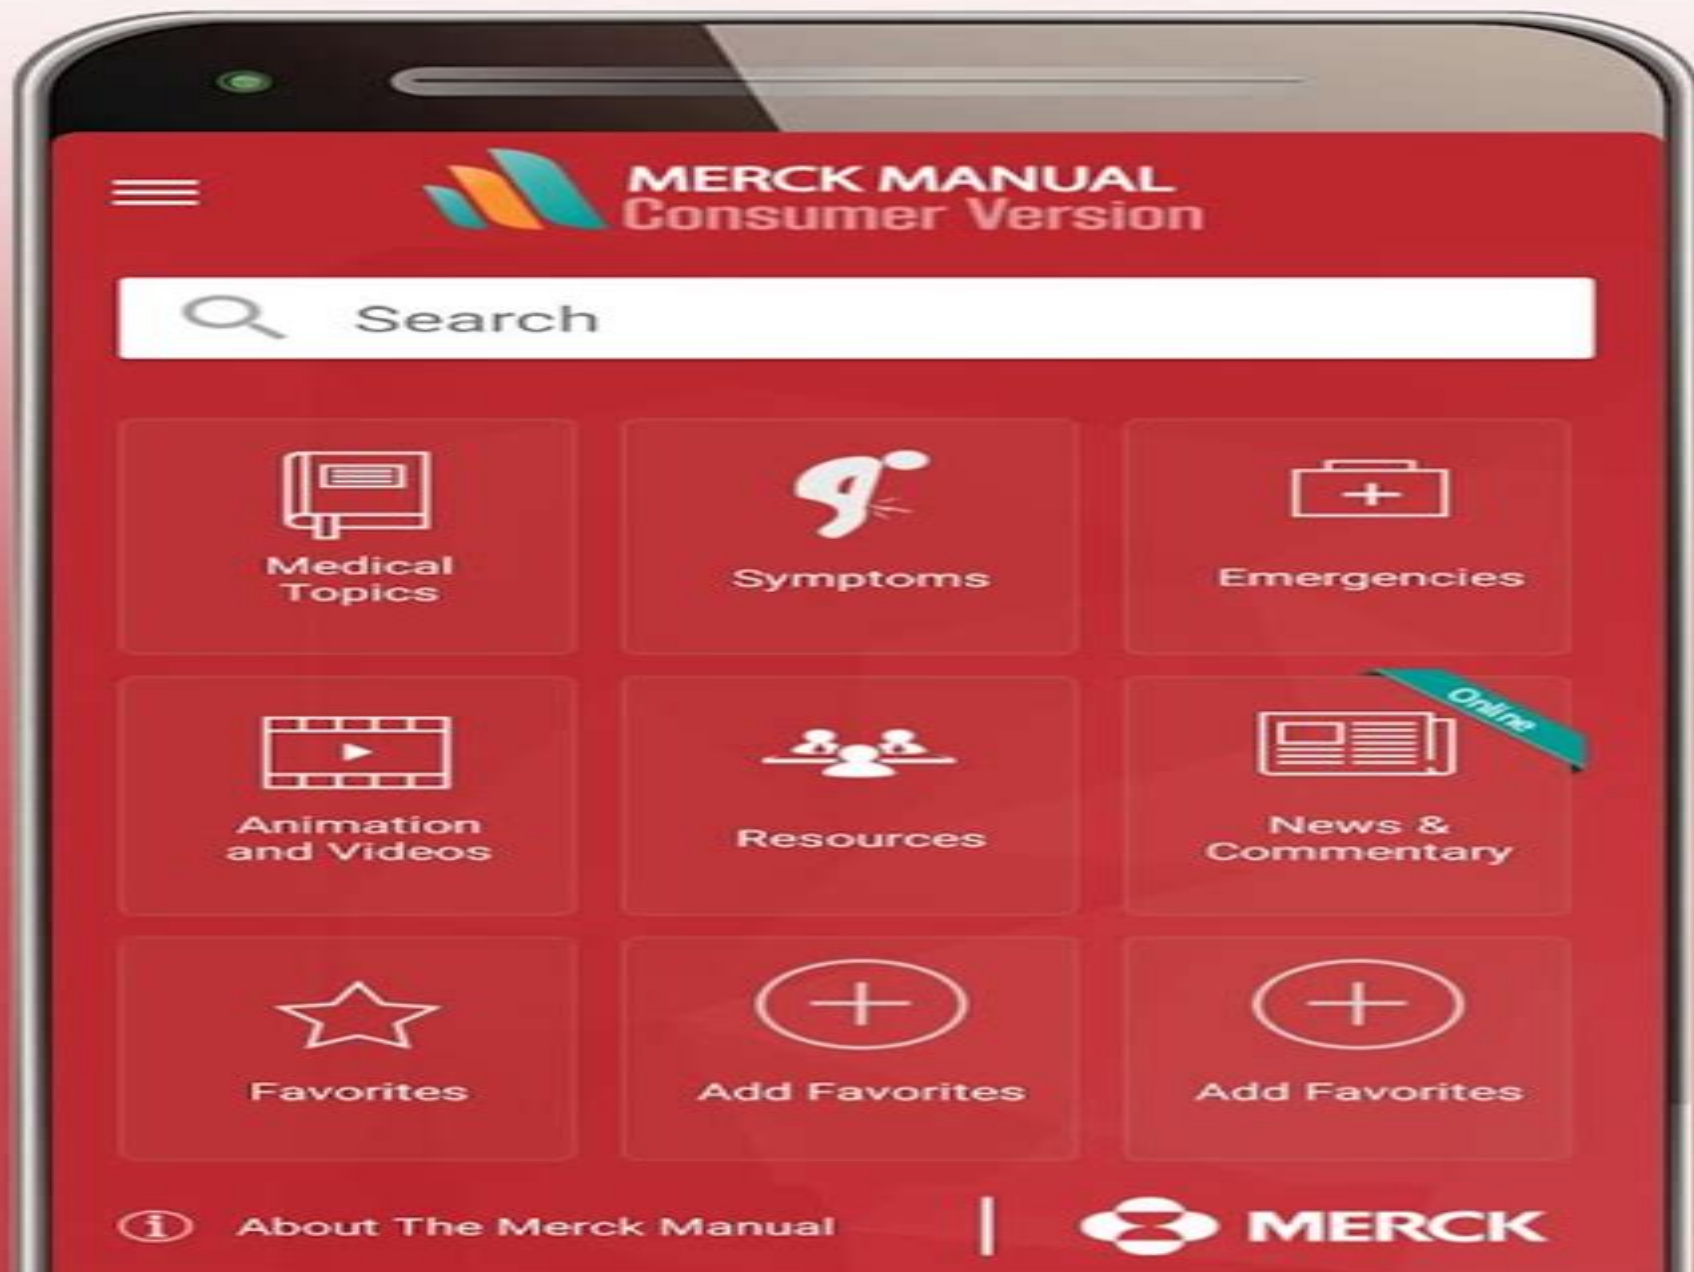 MERCK MANUAL
Consumer Version
Search
Medical
Topics
Symptoms
Emergencies
Animation
and Videos
Resources
Online
News &
Commentary
Favorites
Add Favorites
Add Favorites
About The Merck Manual
MERCK